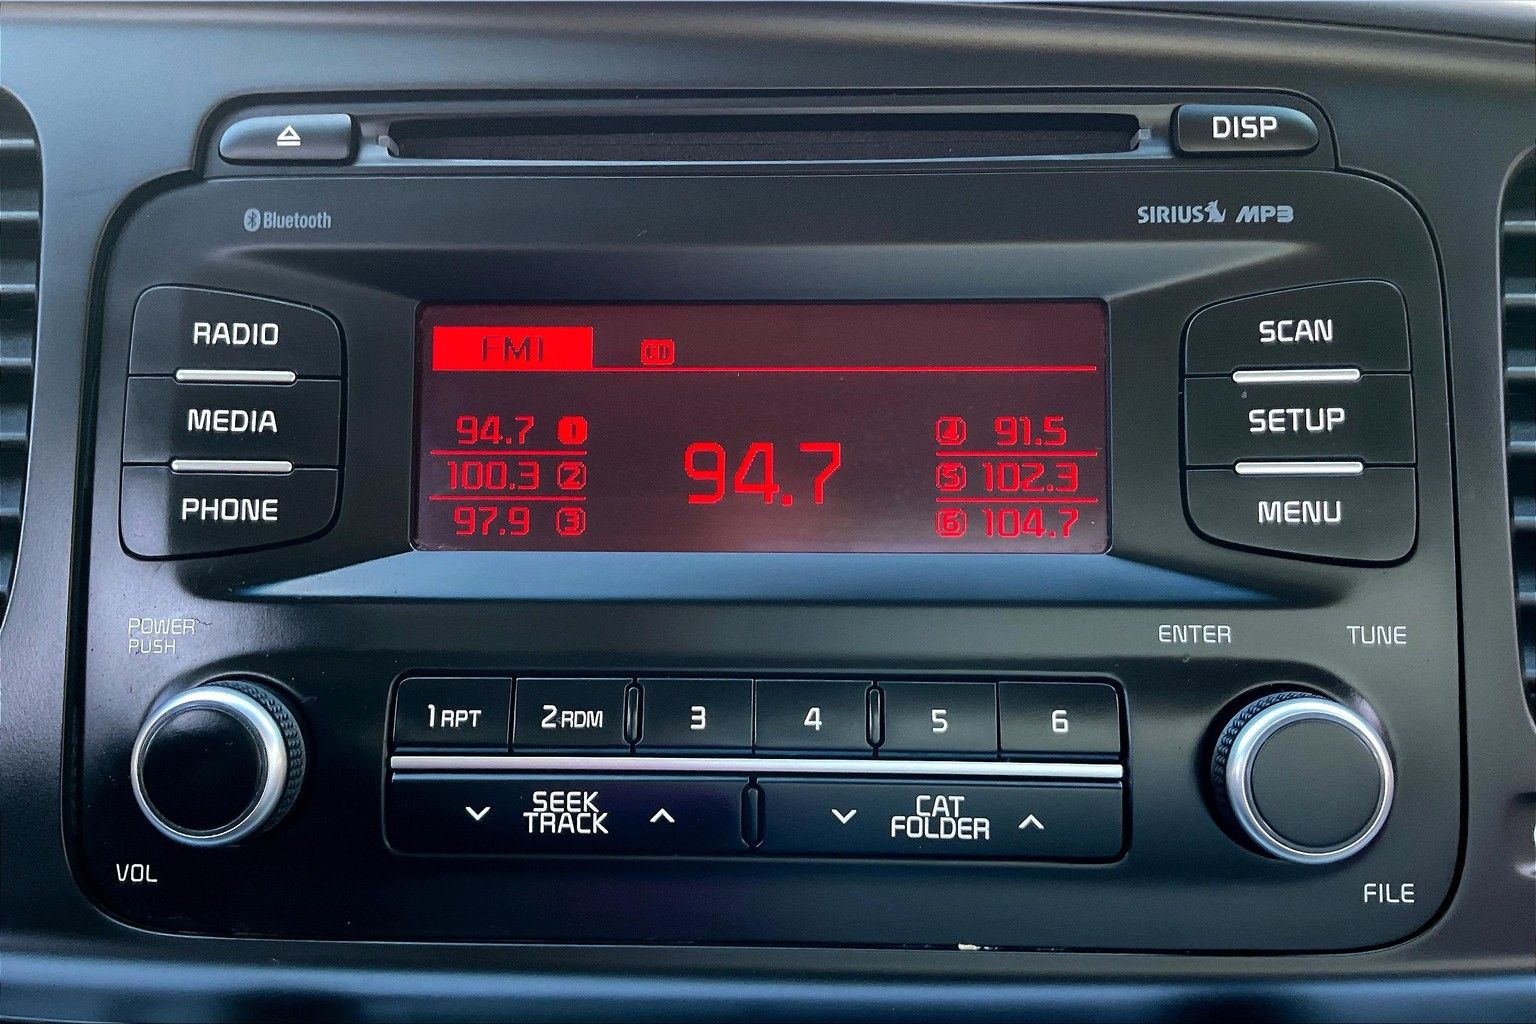 DISP
Bluetooth
SIRIUS MP3
RADIO
MEDIA
PHONE
FM1 CD
94.7 1
100.3 2
97.9 3
94.7
4 91.5
5 102.3
6 104.7
SCAN
SETUP
MENU
POWER
PUSH
VOL
ENTER
TUNE
FILE
1 RPT
2 RDM
3
4
5
6
SEEK
TRACK
CAT
FOLDER